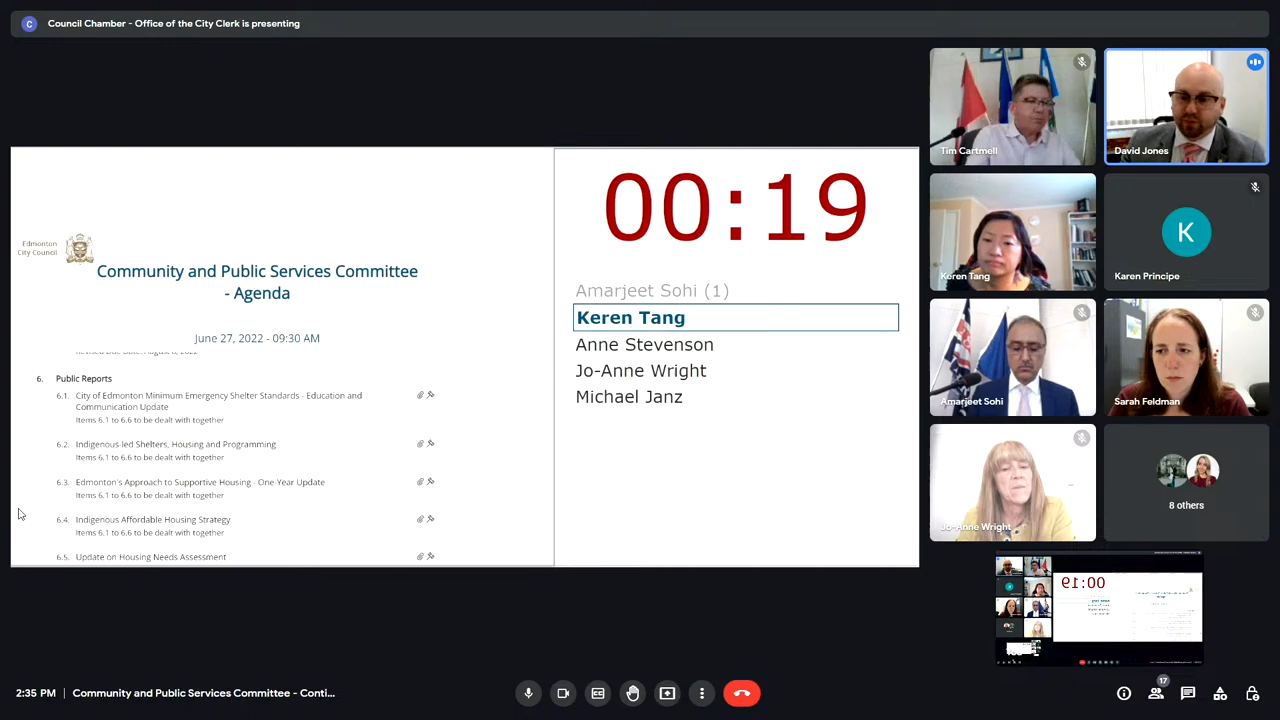 C Council Chamber - Office of the City Clerk is presenting
Edmonton
City Council
Community and Public Services Committee
- Agenda
June 27, 2022 - 09:30 AM
6. Public Reports
6.1. City of Edmonton Minimum Emergency Shelter Standards - Education and
Communication Update
Items 6.1 to 6.6 to be dealt with together
6.2. Indigenous-led Shelters, Housing and Programming
Items 6.1 to 6.6 to be dealt with together
6.3. Edmonton's Approach to Supportive Housing - One-Year Update
Items 6.1 to 6.6 to be dealt with together
6.4. Indigenous Affordable Housing Strategy
Items 6.1 to 6.6 to be dealt with together
6.5. Update on Housing Needs Assessment
00:19
Amarjeet Sohi (1)
Keren Tang
Anne Stevenson
Jo-Anne Wright
Michael Janz
Tim Cartmell
David Jones
Keren Tang
K
Karen Principe
Amarjeet Sohi
Sarah Feldman
Jo-Anne Wright
8 others
00:19
2:35 PM | Community and Public Services Committee - Conti...
17